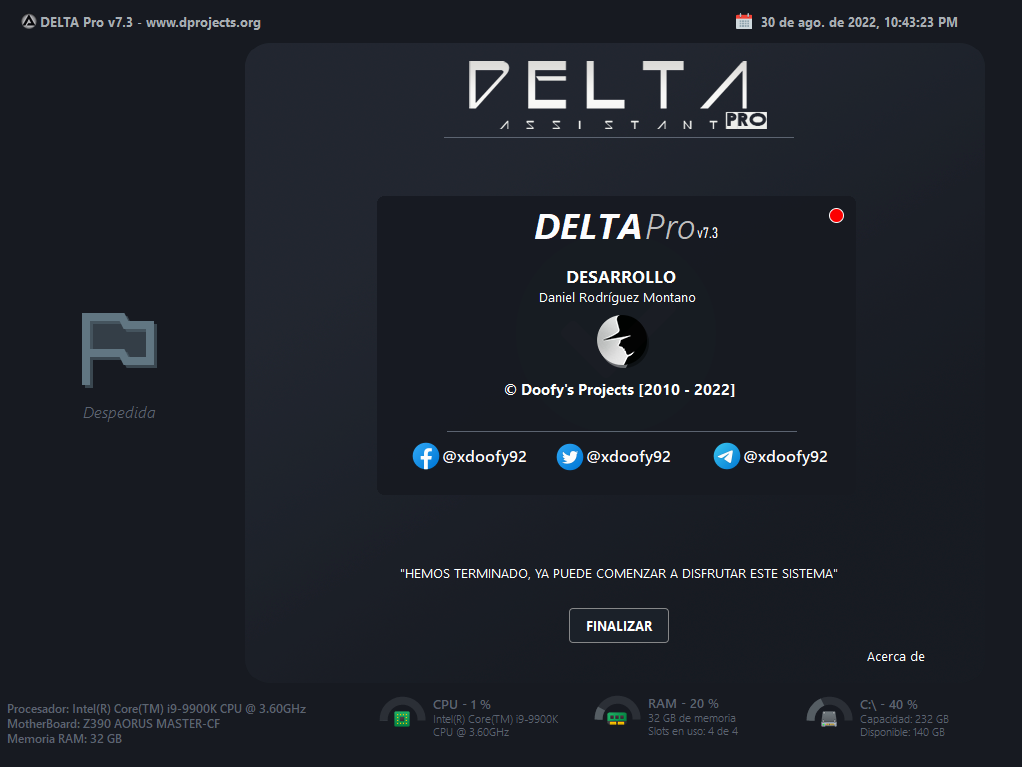 DELTA Pro v7.3 - www.dprojects.org
30 de ago. de 2022, 10:43:23 PM
DELTA
ASSISTANT PRO
DELTA Pro v7.3
DESARROLLO
Daniel Rodríguez Montano
© Doofy's Projects [2010 - 2022]
@xdoofy92 @xdoofy92 @xdoofy92
Despedida
"HEMOS TERMINADO, YA PUEDE COMENZAR A DISFRUTAR ESTE SISTEMA"
FINALIZAR
Acerca de
Procesador: Intel(R) Core(TM) i9-9900K CPU @ 3.60GHz
MotherBoard: Z390 AORUS MASTER-CF
Memoria RAM: 32 GB
CPU - 1 %
Intel(R) Core(TM) i9-9900K
CPU @ 3.60GHz
RAM - 20 %
32 GB de memoria
Slots en uso: 4 de 4
C:\ - 40 %
Capacidad: 232 GB
Disponible: 140 GB